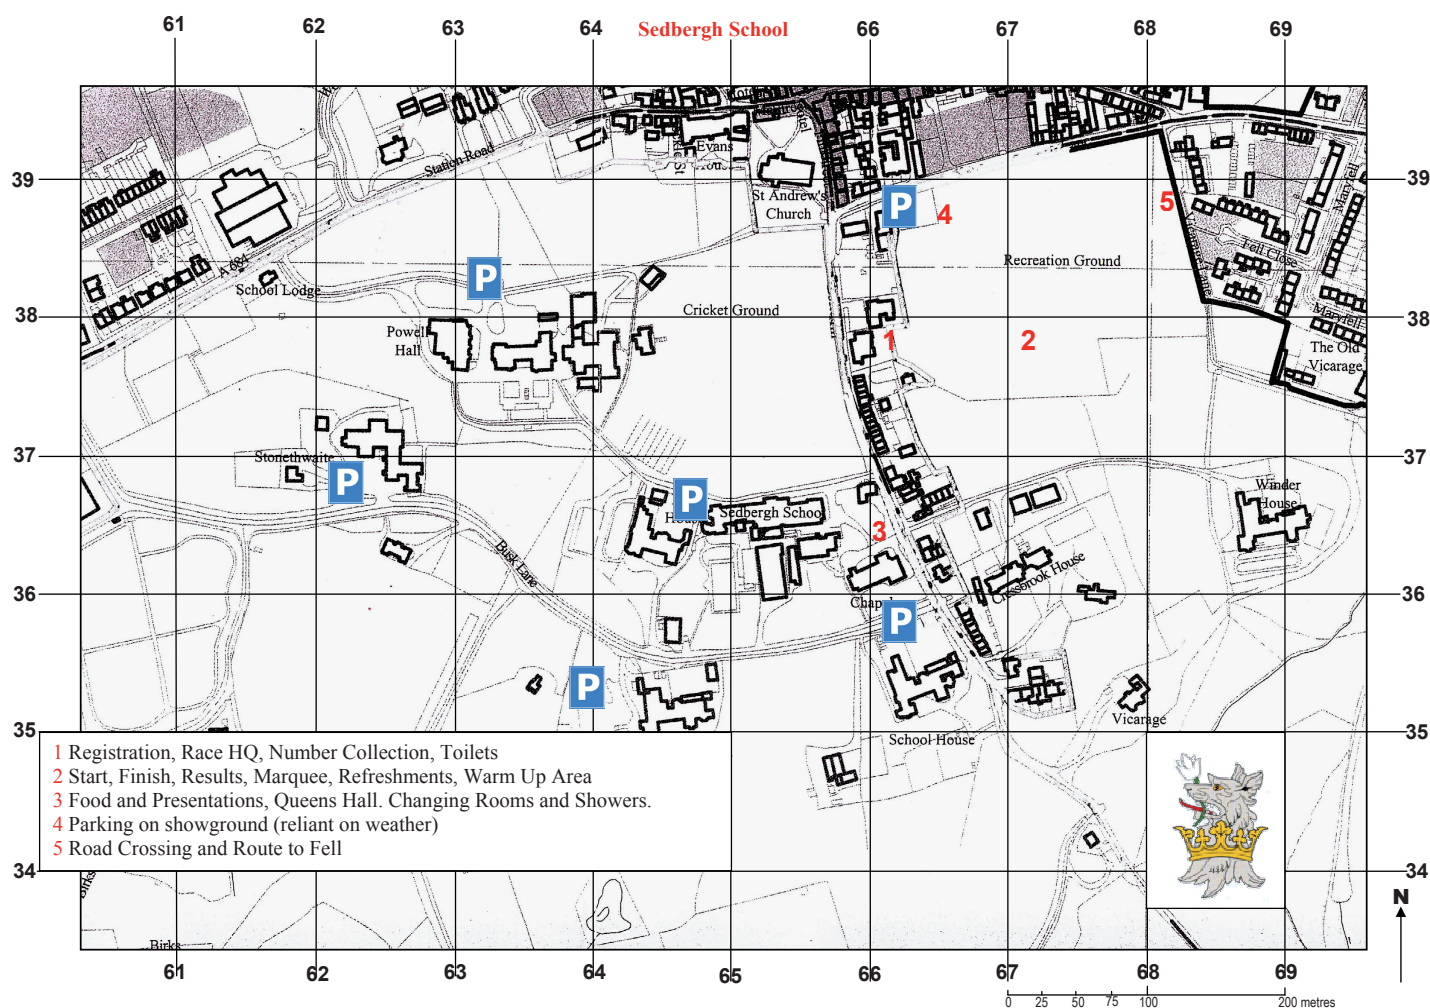 Sedbergh School
61 62 63 64 66 67 68 69
Station Road
Evans
39 39
St Andrew's
Church
P
4
5
Maryfell
Fell Close
A 684
P
Recreation Ground
School Lodge
Cricket Ground
38 38
Powell
Hall
1
2
Maryfell
The Old
Vicarage
37 37
Stonethwaite
P
P
House
Sedbergh School
Winder
House
3
Busk Lane
Cressbrook House
36 36
Chapel
P
P
Vicarage
35 35
School House
1 Registration, Race HQ, Number Collection, Toilets
2 Start, Finish, Results, Marquee, Refreshments, Warm Up Area
3 Food and Presentations, Queens Hall. Changing Rooms and Showers.
4 Parking on showground (reliant on weather)
5 Road Crossing and Route to Fell
34 34
Birks
N
Birks
61 62 63 64 65 66 67 68 69
0 25 50 75 100 200 metres